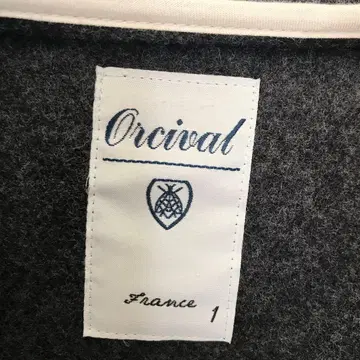 Orcival
France
1